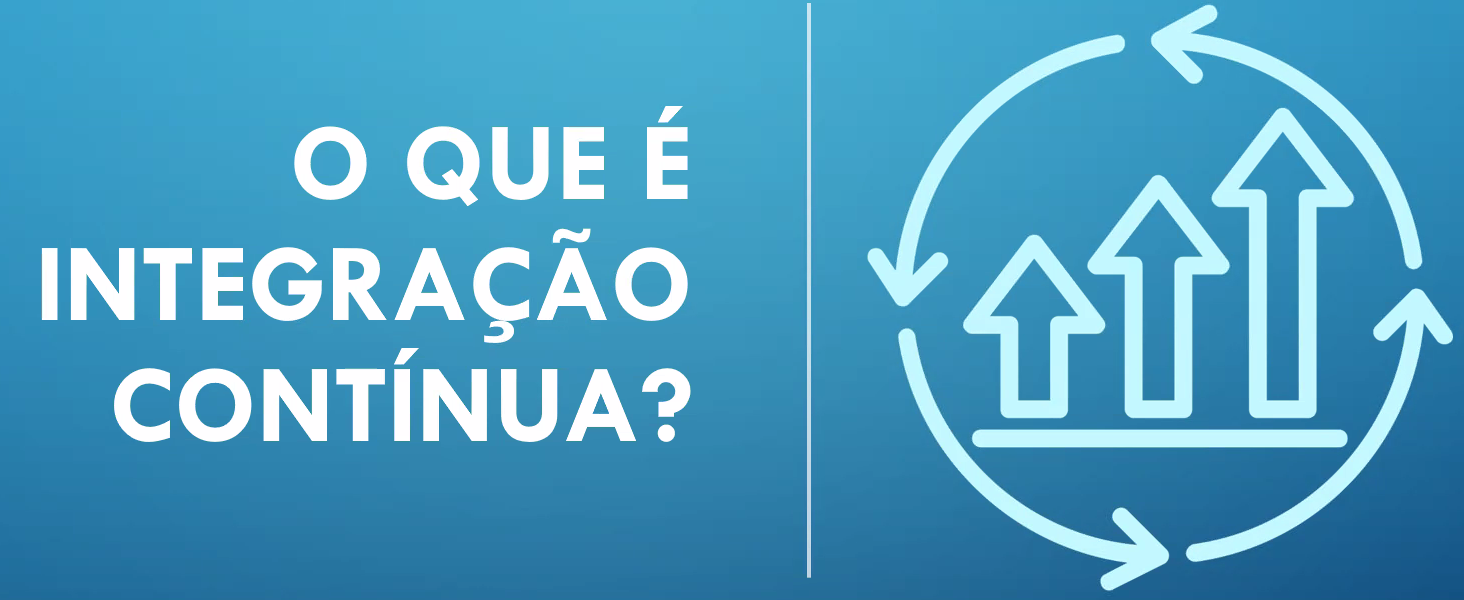 O QUE É
INTEGRAÇÃO
CONTÍNUA?